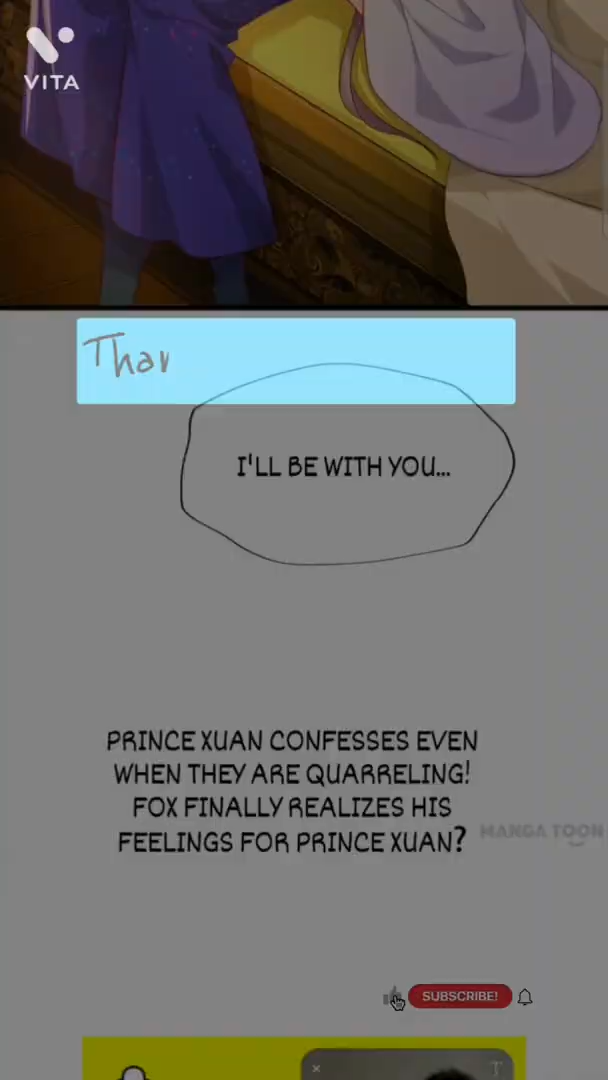 VITA
Thar
I'LL BE WITH YOU...
PRINCE XUAN CONFESSES EVEN
WHEN THEY ARE QUARRELING!
FOX FINALLY REALIZES HIS
FEELINGS FOR PRINCE XUAN?
MANGA TOON
SUBSCRIBE!
T